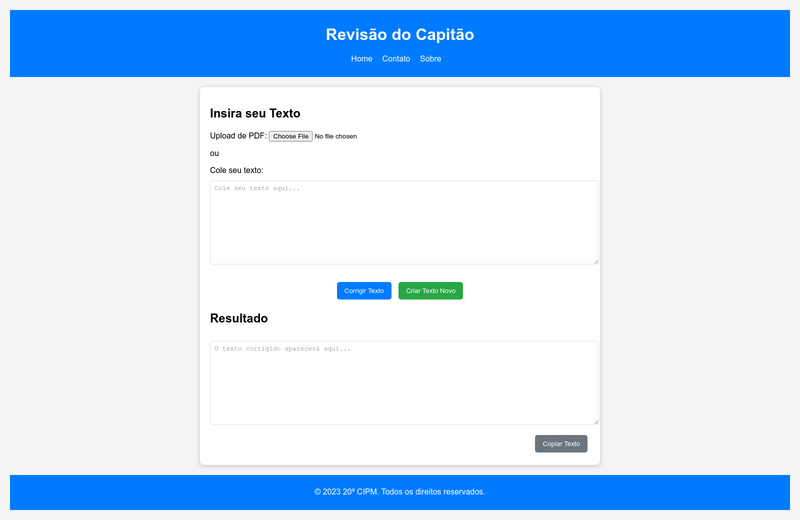 Revisão do Capitão
Home Contato Sobre
Insira seu Texto
Upload de PDF: Choose File No file chosen
ou
Cole seu texto:
Cole seu texto aqui...
Corrigir Texto Criar Texto Novo
Resultado
O texto corrigido aparecerá aqui...
Copiar Texto
© 2023 20ª CIPM. Todos os direitos reservados.